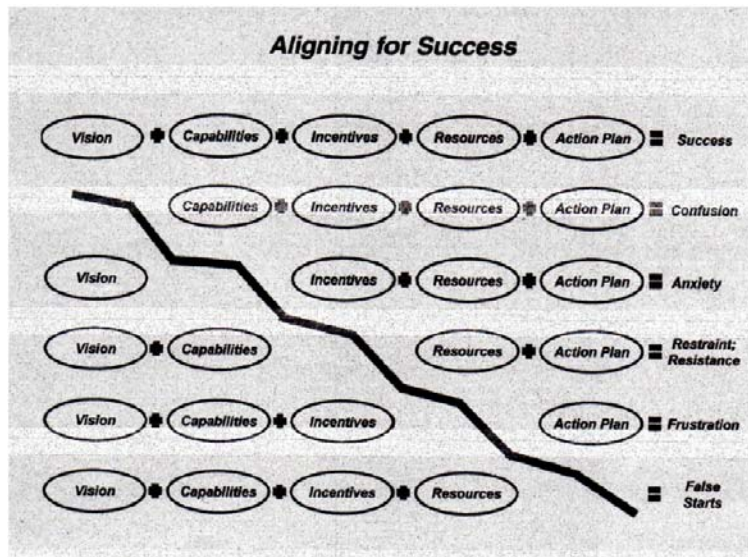 Aligning for Success
Vision + Capabilities + Incentives + Resources + Action Plan = Success
Capabilities + Incentives + Resources + Action Plan = Confusion
Vision Incentives + Resources + Action Plan = Anxiety
Vision + Capabilities Resources + Action Plan = Restraint;
Resistance
Vision + Capabilities + Incentives Action Plan = Frustration
Vision + Capabilities + Incentives + Resources = False
Starts